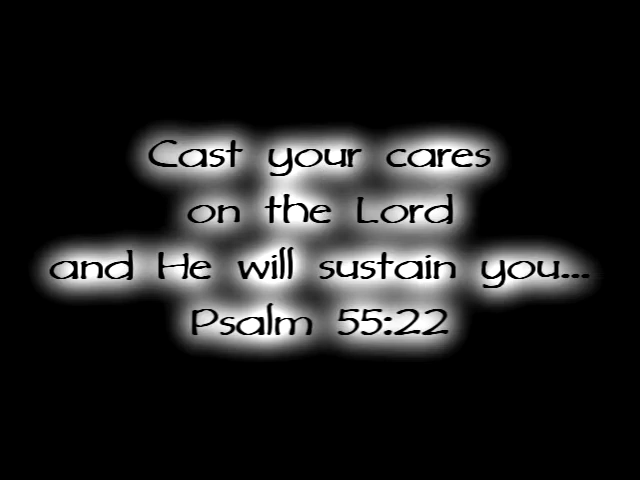 Cast your cares
on the Lord
and He will sustain you...
Psalm 55:22